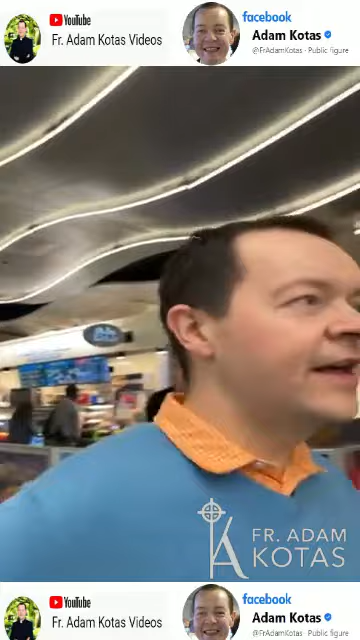 YouTube
Fr. Adam Kotas Videos
facebook
Adam Kotas
@FrAdamKotas · Public figure
FR. ADAM
KOTAS
YouTube
Fr. Adam Kotas Videos
facebook
Adam Kotas
@FrAdamKotas · Public figure